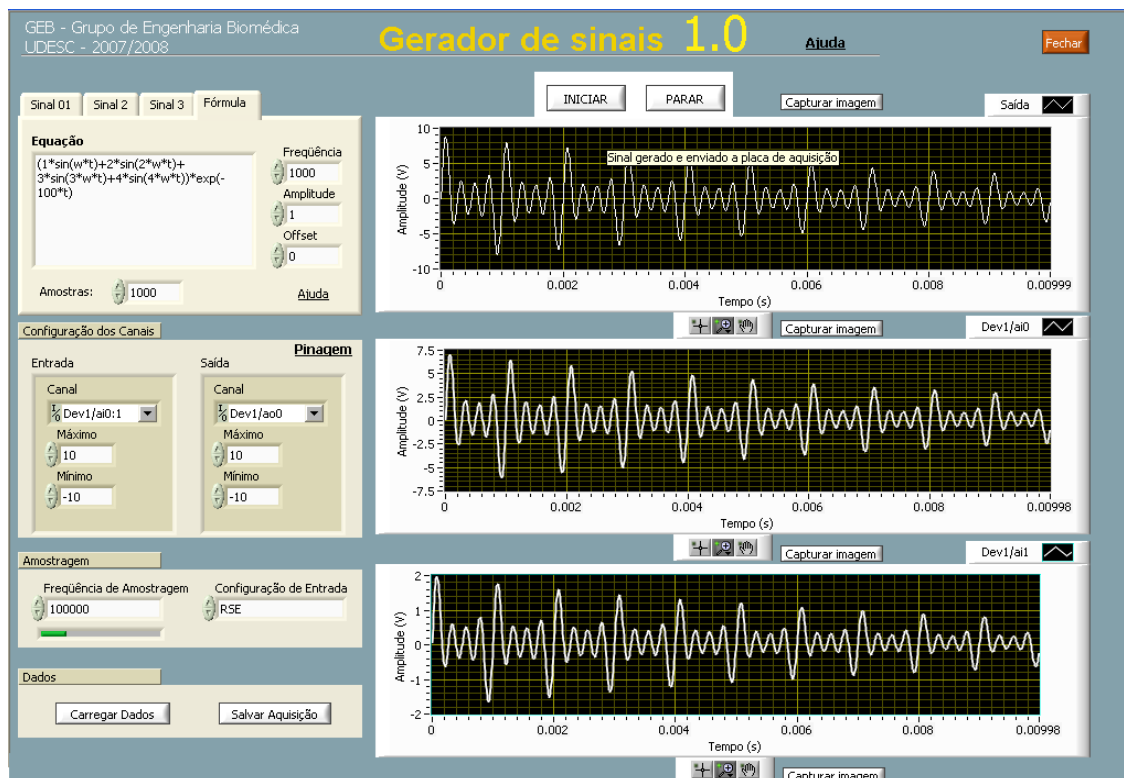 GEB - Grupo de Engenharia Biomédica
UDESC - 2007/2008
Gerador de sinais 1.0
Ajuda
Fechar
Sinal 01
Sinal 2
Sinal 3
Fórmula
Equação
(1*sin(w*t)+2*sin(2*w*t)+
3*sin(3*w*t)+4*sin(4*w*t))*exp(-
100*t)
Freqüência
1000
Amplitude
1
Offset
0
Amostras:
1000
Ajuda
INICIAR
PARAR
Capturar imagem
Saída
Sinal gerado e enviado a placa de aquisição
Amplitude (V)
10
5
0
-5
-10
0
0.002
0.004
0.006
0.008
0.00999
Tempo (s)
Configuração dos Canais
Pinagem
Entrada
Canal
Dev1/ai0:1
Máximo
10
Mínimo
-10
Saída
Canal
Dev1/ao0
Máximo
10
Mínimo
-10
Capturar imagem
Dev1/ai0
Amplitude (V)
7.5
5
2.5
0
-2.5
-5
-7.5
0
0.002
0.004
0.006
0.008
0.00998
Tempo (s)
Amostragem
Freqüência de Amostragem
100000
Configuração de Entrada
RSE
Dados
Carregar Dados
Salvar Aquisição
Capturar imagem
Dev1/ai1
Amplitude (V)
2
1
0
-1
-2
0
0.002
0.004
0.006
0.008
0.00998
Tempo (s)
Capturar imagem